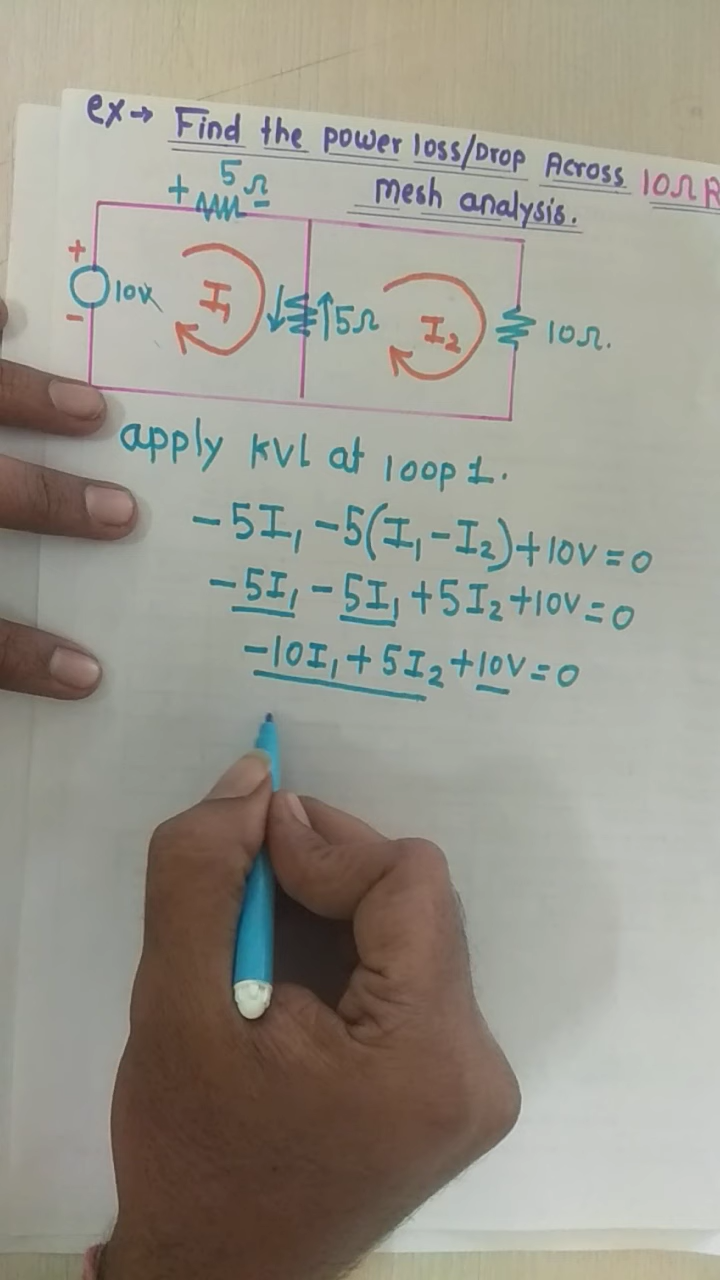 ex→ Find the power loss/Drop Across 10Ω R
mesh analysis.
+ 5Ω -
+
10V
-
I₁
5Ω
I₂
10Ω.
apply KVL at loop 1.
-5I₁ -5(I₁-I₂)+10V=0
-5I₁ -5I₁ +5I₂ +10V=0
-10I₁ + 5I₂ +10V=0